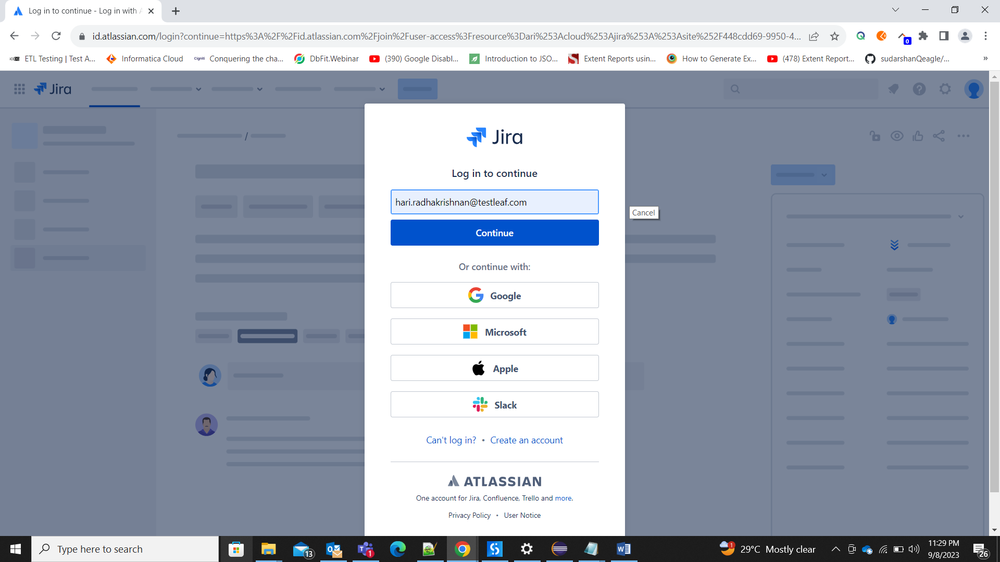 Log in to continue - Log in with A
id.atlassian.com/login?continue=https%3A%2F%2Fid.atlassian.com%2Fjoin%2Fuser-access%3Fresource%3Dari%253Acloud%253Ajira%253A%253Asite%252F448cdd69-9950-4...
0
ETL Testing | Test A... Informatica Cloud Cigniti Conquering the cha... DbFit.Webinar (390) Google Disabl... Introduction to JSO... Extent Reports usin... How to Generate Ex... (478) Extent Report... sudarshanQeagle/... »
Jira
/
Jira
Log in to continue
hari.radhakrishnan@testleaf.com
Cancel
Continue
Or continue with:
Google
Microsoft
Apple
Slack
Can't log in? • Create an account
ATLASSIAN
One account for Jira, Confluence, Trello and more.
Privacy Policy • User Notice
Type here to search
13
1
1
29°C Mostly clear
11:29 PM
9/8/2023
26